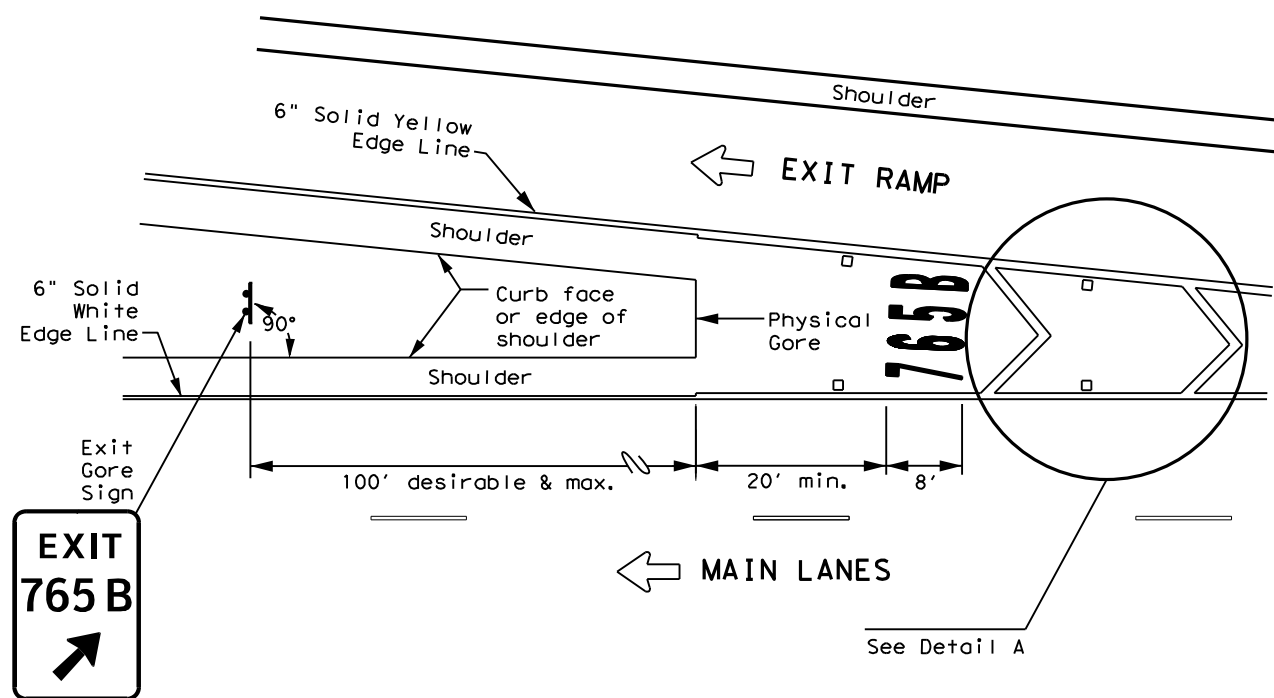 Shoulder
6" Solid Yellow
Edge Line
EXIT RAMP
Shoulder
6" Solid
White
Edge Line
90°
Curb face
or edge of
shoulder
Physical
Gore
765B
Shoulder
Exit
Gore
Sign
100' desirable & max.
20' min.
8'
EXIT
765 B
MAIN LANES
See Detail A